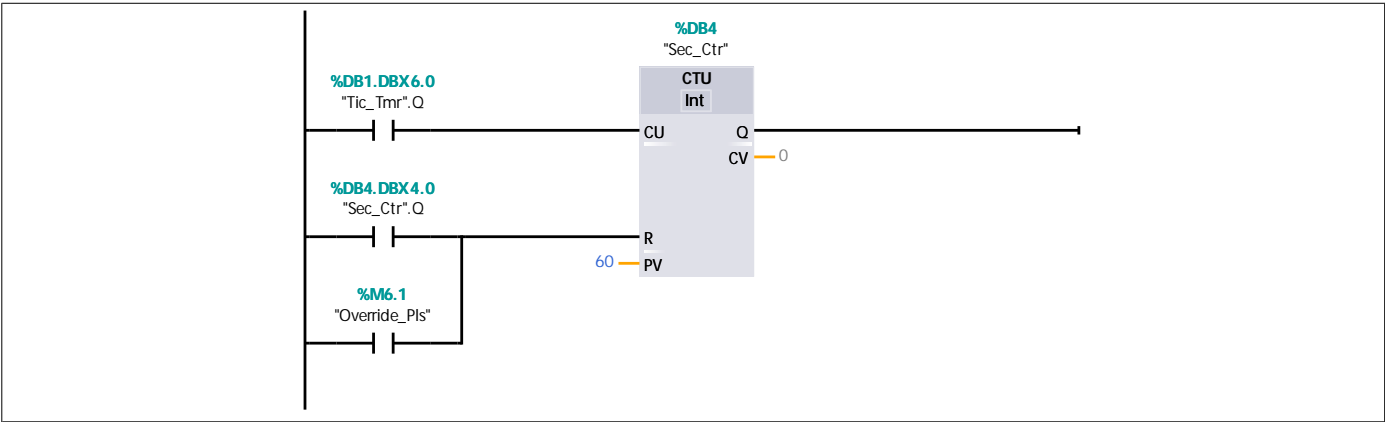 %DB4
"Sec_Ctr"
%DB1.DBX6.0
"Tic_Tmr".Q
CTU
Int
CU
Q
CV
0
%DB4.DBX4.0
"Sec_Ctr".Q
R
60
PV
%M6.1
"Override_Pls"